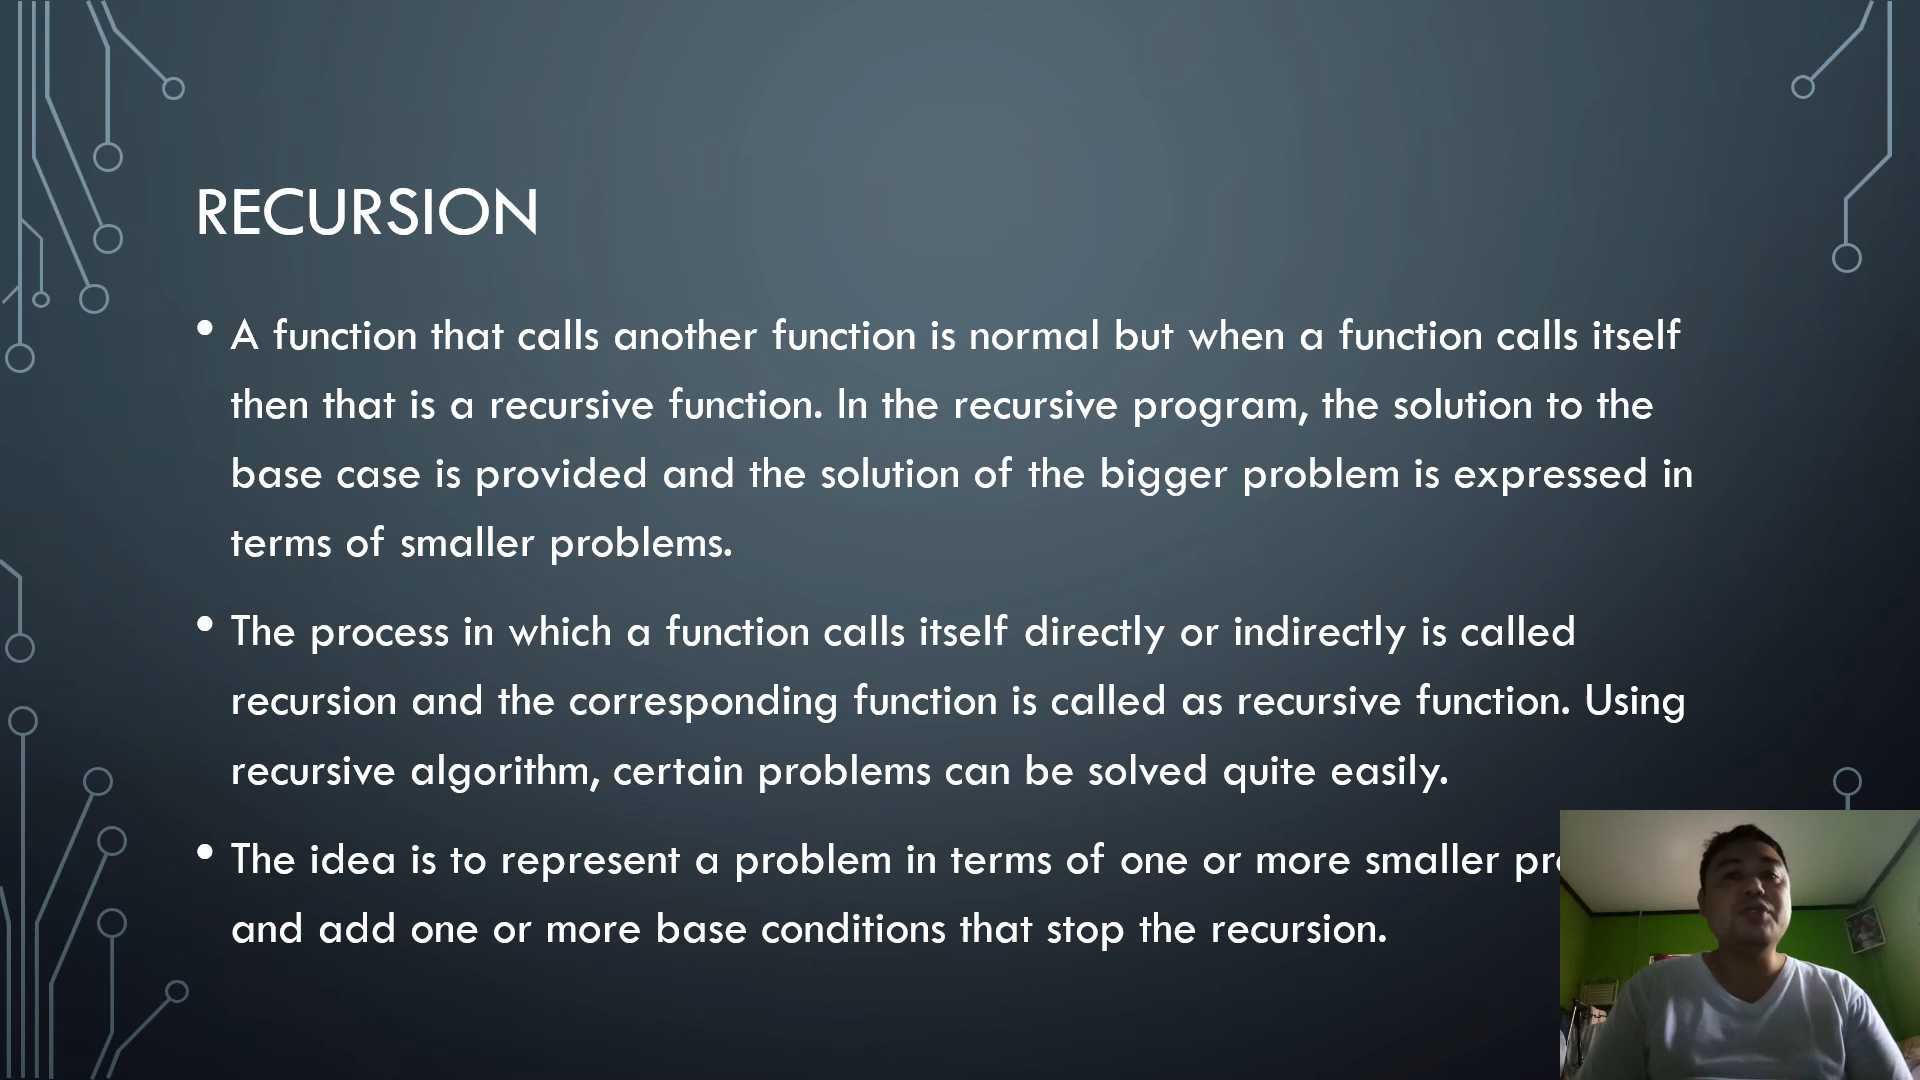 RECURSION
• A function that calls another function is normal but when a function calls itself
then that is a recursive function. In the recursive program, the solution to the
base case is provided and the solution of the bigger problem is expressed in
terms of smaller problems.
• The process in which a function calls itself directly or indirectly is called
recursion and the corresponding function is called as recursive function. Using
recursive algorithm, certain problems can be solved quite easily.
• The idea is to represent a problem in terms of one or more smaller
and add one or more base conditions that stop the recursion.